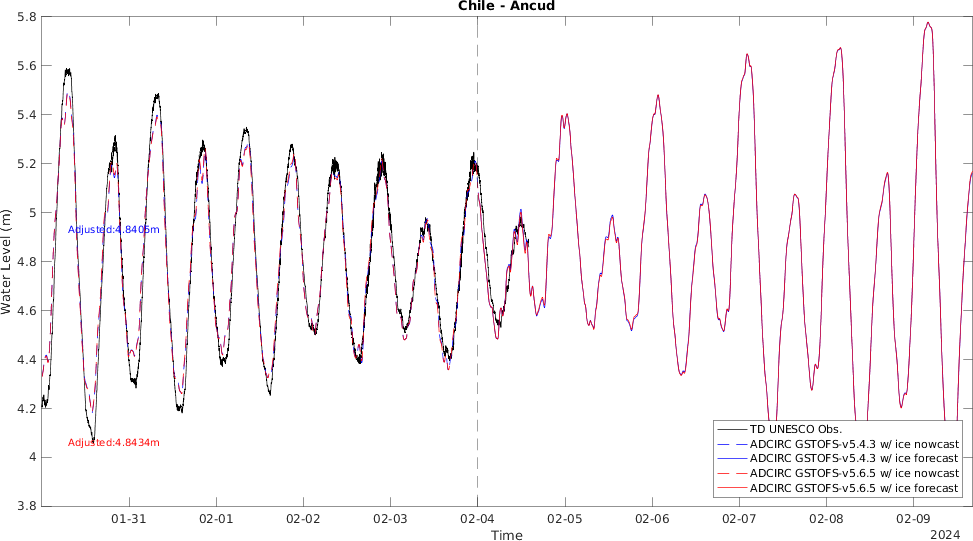 Chile - Ancud
5.8
5.6
5.4
5.2
5
4.8
4.6
4.4
4.2
4
3.8
Water Level (m)
Adjusted:4.8405m
Adjusted:4.8434m
TD UNESCO Obs.
ADCIRC GSTOFS-v5.4.3 w/ ice nowcast
ADCIRC GSTOFS-v5.4.3 w/ ice forecast
ADCIRC GSTOFS-v5.6.5 w/ ice nowcast
ADCIRC GSTOFS-v5.6.5 w/ ice forecast
01-31 02-01 02-02 02-03 02-04 02-05 02-06 02-07 02-08 02-09
Time
2024